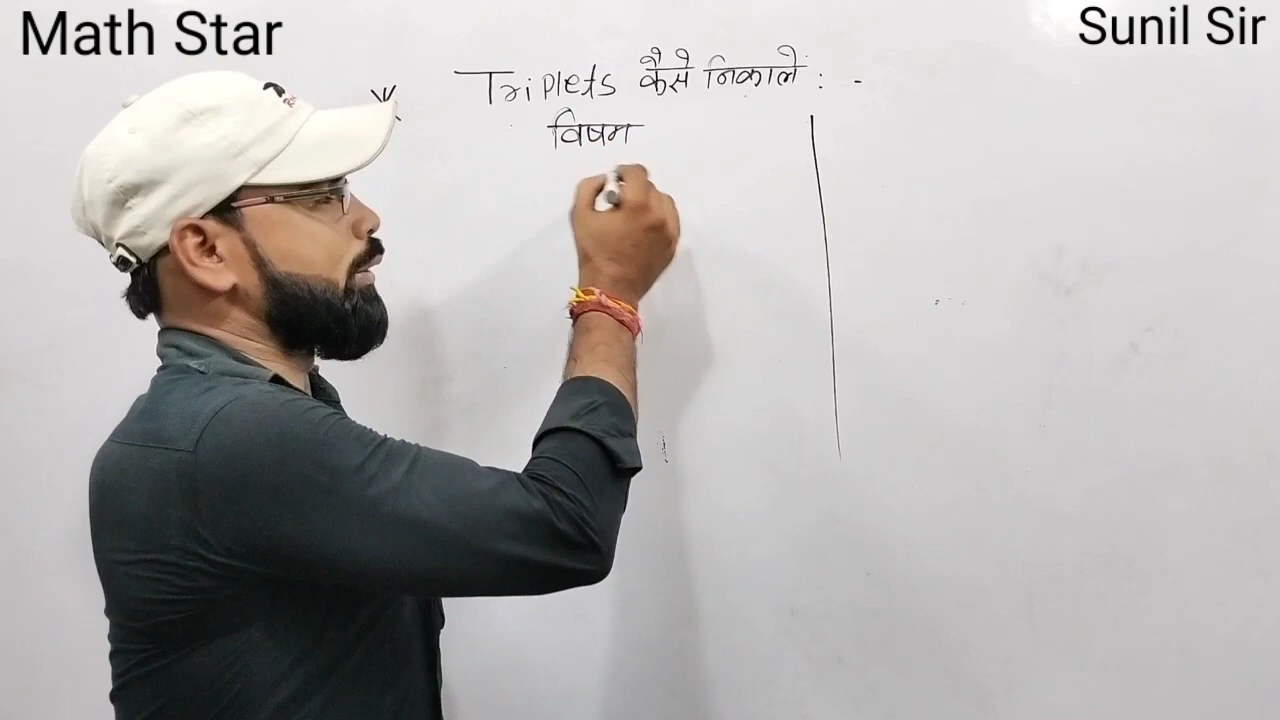 Math Star
Sunil Sir
Triplets कैसे निकाले : -
विषम